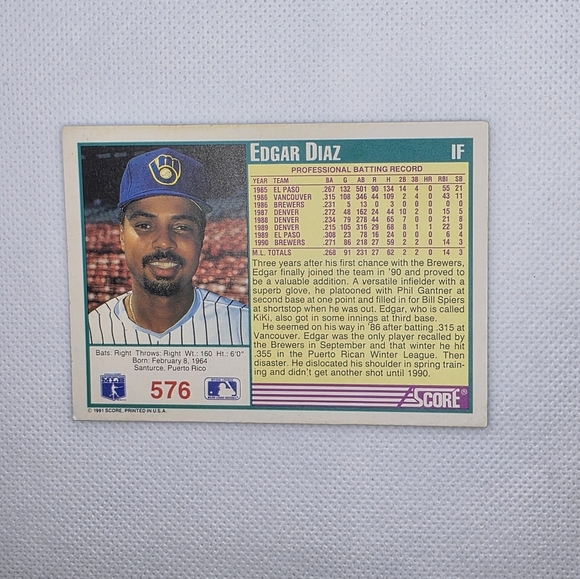 EDGAR DIAZ IF
PROFESSIONAL BATTING RECORD
YEAR TEAM BA G AB R H 2B 3B HR RBI SB
1985 EL PASO .267 132 501 90 134 14 4 0 55 21
1986 VANCOUVER .315 108 346 44 109 2 4 0 43 11
1986 BREWERS .231 5 13 0 3 0 0 0 0 0
1987 DENVER .272 48 162 24 44 10 2 0 15 5
1988 DENVER .234 79 278 44 65 7 0 0 21 8
1989 DENVER .215 105 316 29 68 8 1 1 22 3
1989 EL PASO .308 23 78 16 24 0 0 0 6 4
1990 BREWERS .271 86 218 27 59 2 2 0 14 3
M.L. TOTALS .268 91 231 27 62 2 2 0 14 3
Three years after his first chance with the Brewers,
Edgar finally joined the team in '90 and proved to
be a valuable addition. A versatile infielder with a
superb glove, he platooned with Phil Gantner at
second base at one point and filled in for Bill Spiers
at shortstop when he was out. Edgar, who is called
KiKi, also got in some innings at third base.
He seemed on his way in '86 after batting .315 at
Vancouver. Edgar was the only player recalled by
the Brewers in September and that winter he hit
.355 in the Puerto Rican Winter League. Then
disaster. He dislocated his shoulder in spring train-
ing and didn't get another shot until 1990.
Bats: Right Throws: Right Wt.: 160 Ht.: 6'0"
Born: February 8, 1964
Santurce, Puerto Rico
576
SCORE®
© 1991 SCORE, PRINTED IN U.S.A.